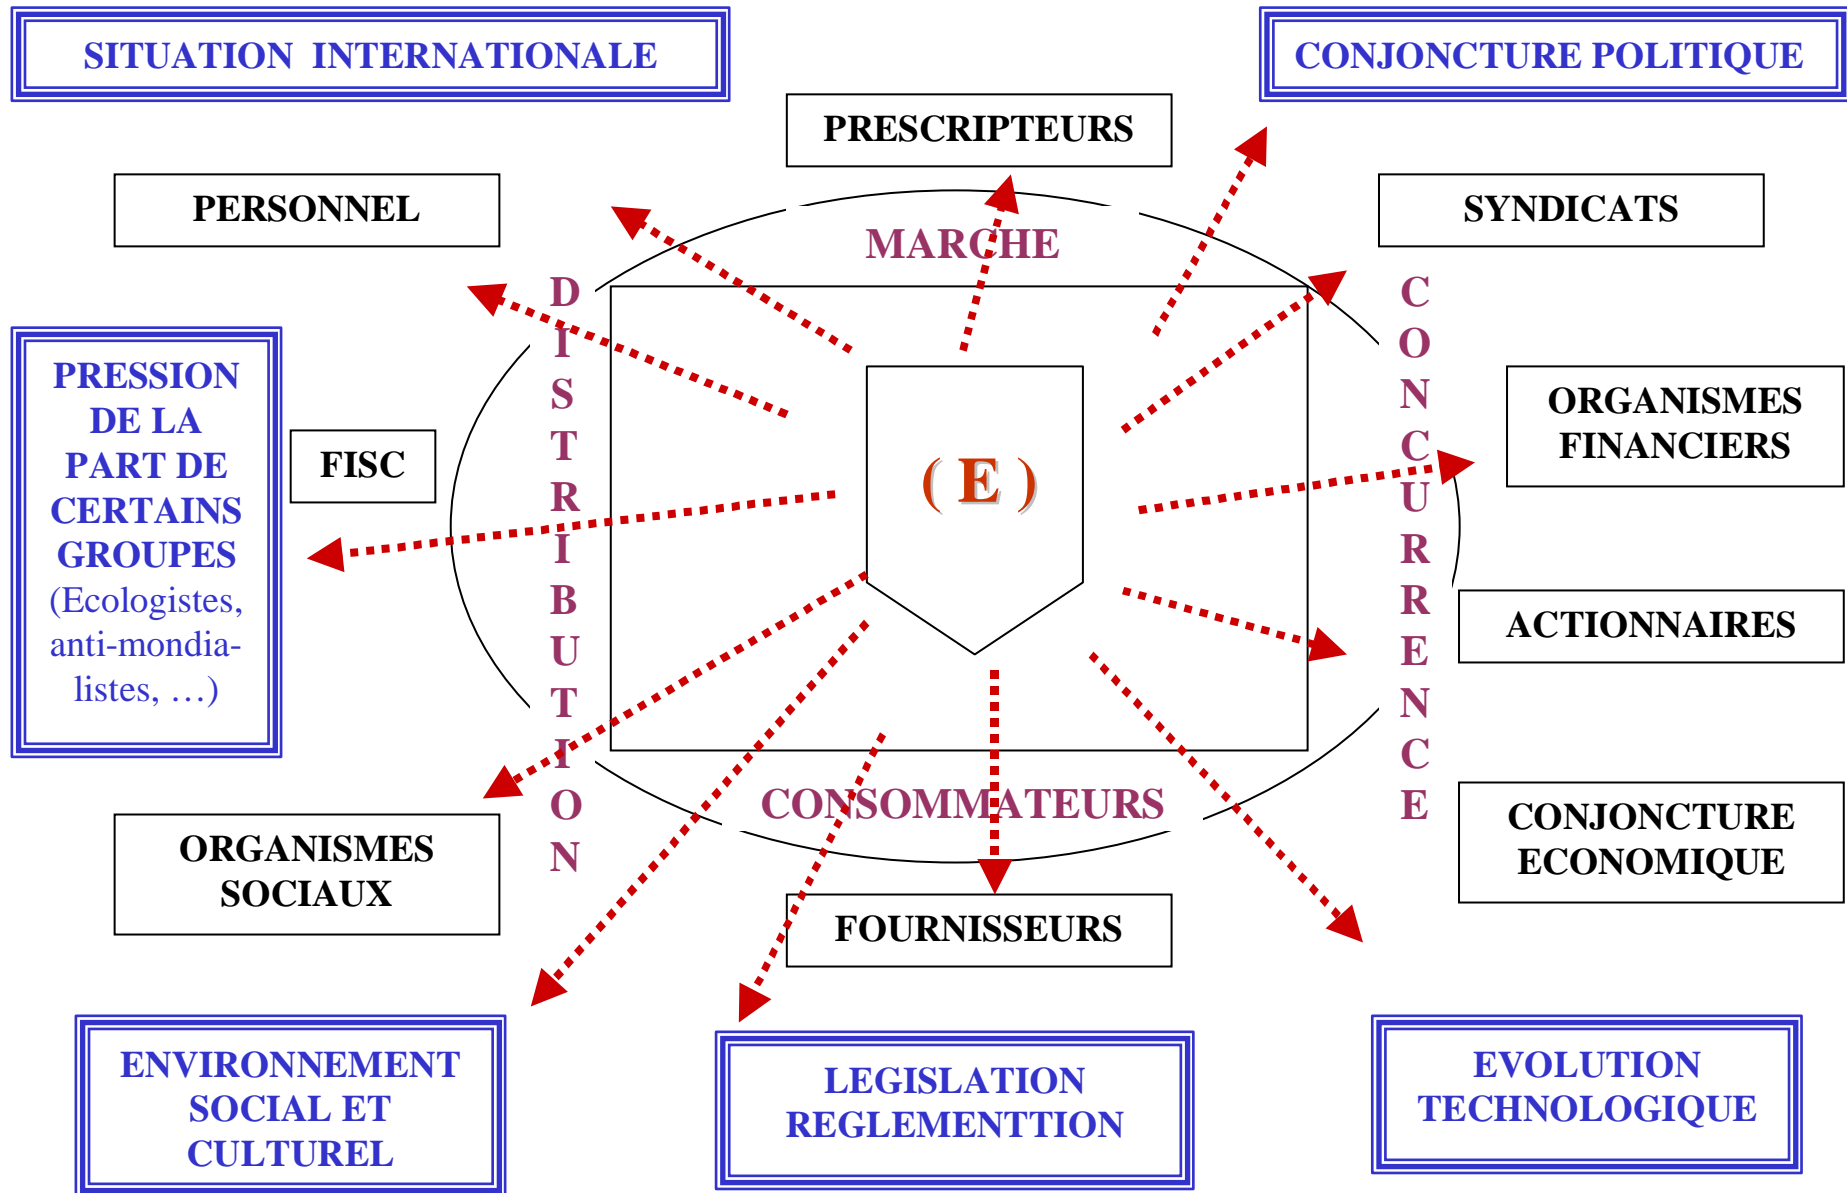 SITUATION  INTERNATIONALE
CONJONCTURE POLITIQUE
PRESCRIPTEURS
PERSONNEL
SYNDICATS
MARCHE
DISTRIBUTION
CONCURRENCE
PRESSION
DE LA
PART DE
CERTAINS
GROUPES
(Ecologistes,
anti-mondia-
listes, …)
FISC
( E )
ORGANISMES
FINANCIERS
ACTIONNAIRES
CONSOMMATEURS
ORGANISMES
SOCIAUX
CONJONCTURE
ECONOMIQUE
FOURNISSEURS
ENVIRONNEMENT
SOCIAL ET
CULTUREL
LEGISLATION
REGLEMENTTION
EVOLUTION
TECHNOLOGIQUE